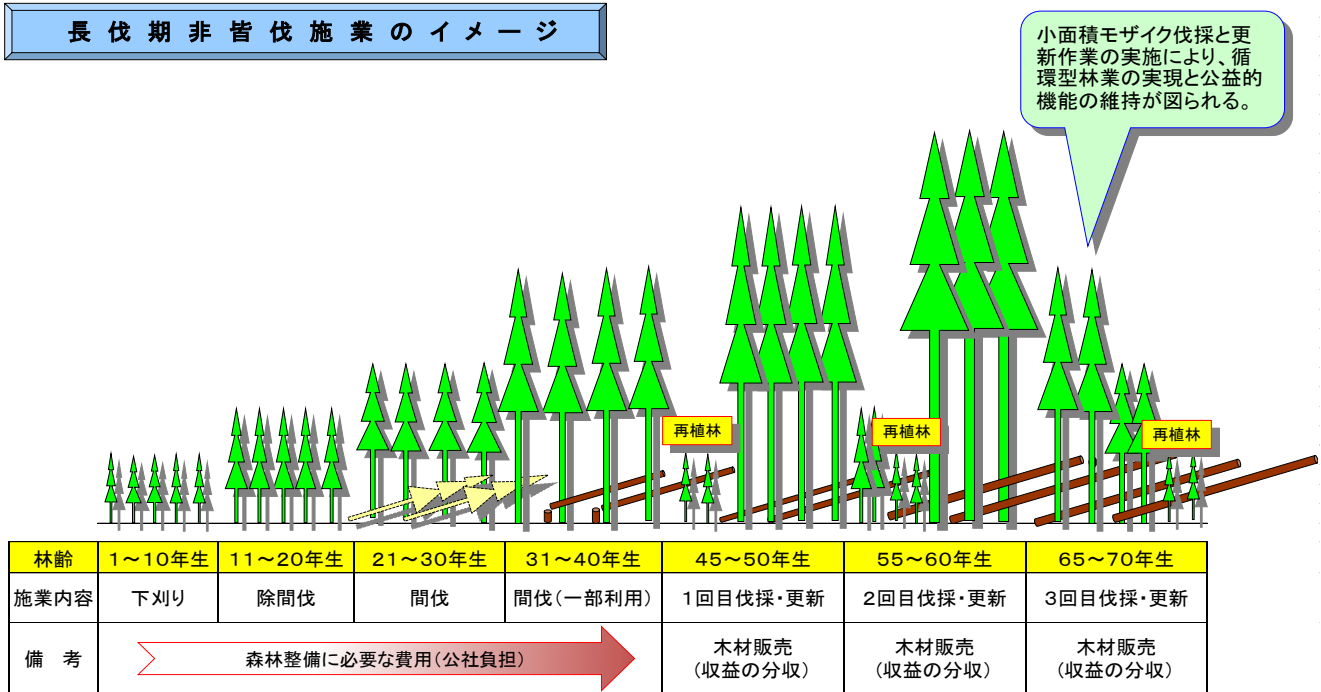 長伐期非皆伐施業のイメージ
小面積モザイク伐採と更
新作業の実施により、循
環型林業の実現と公益的
機能の維持が図られる。
再植林
再植林
再植林
林齢 1～10年生 11～20年生 21～30年生 31～40年生 45～50年生 55～60年生 65～70年生
施業内容 下刈り 除間伐 間伐 間伐(一部利用) 1回目伐採・更新 2回目伐採・更新 3回目伐採・更新
備 考 森林整備に必要な費用(公社負担) 木材販売 木材販売 木材販売
(収益の分収) (収益の分収) (収益の分収)